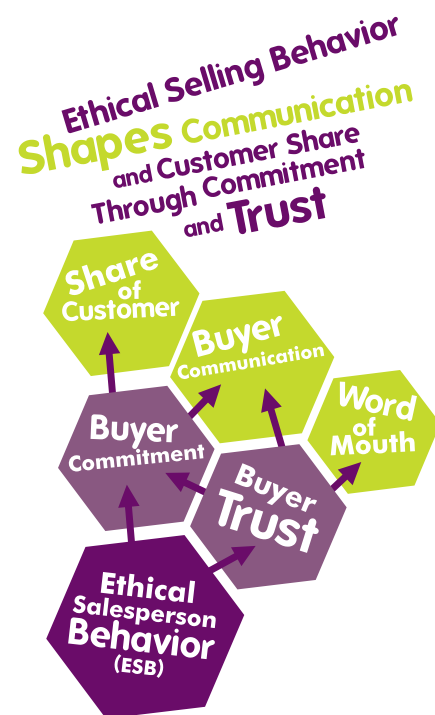 Ethical Selling Behavior
Shapes Communication
and Customer Share
Through Commitment
and Trust
Share
of
Customer
Buyer
Communication
Word
of
Mouth
Buyer
Commitment
Buyer
Trust
Ethical
Salesperson
Behavior
(ESB)